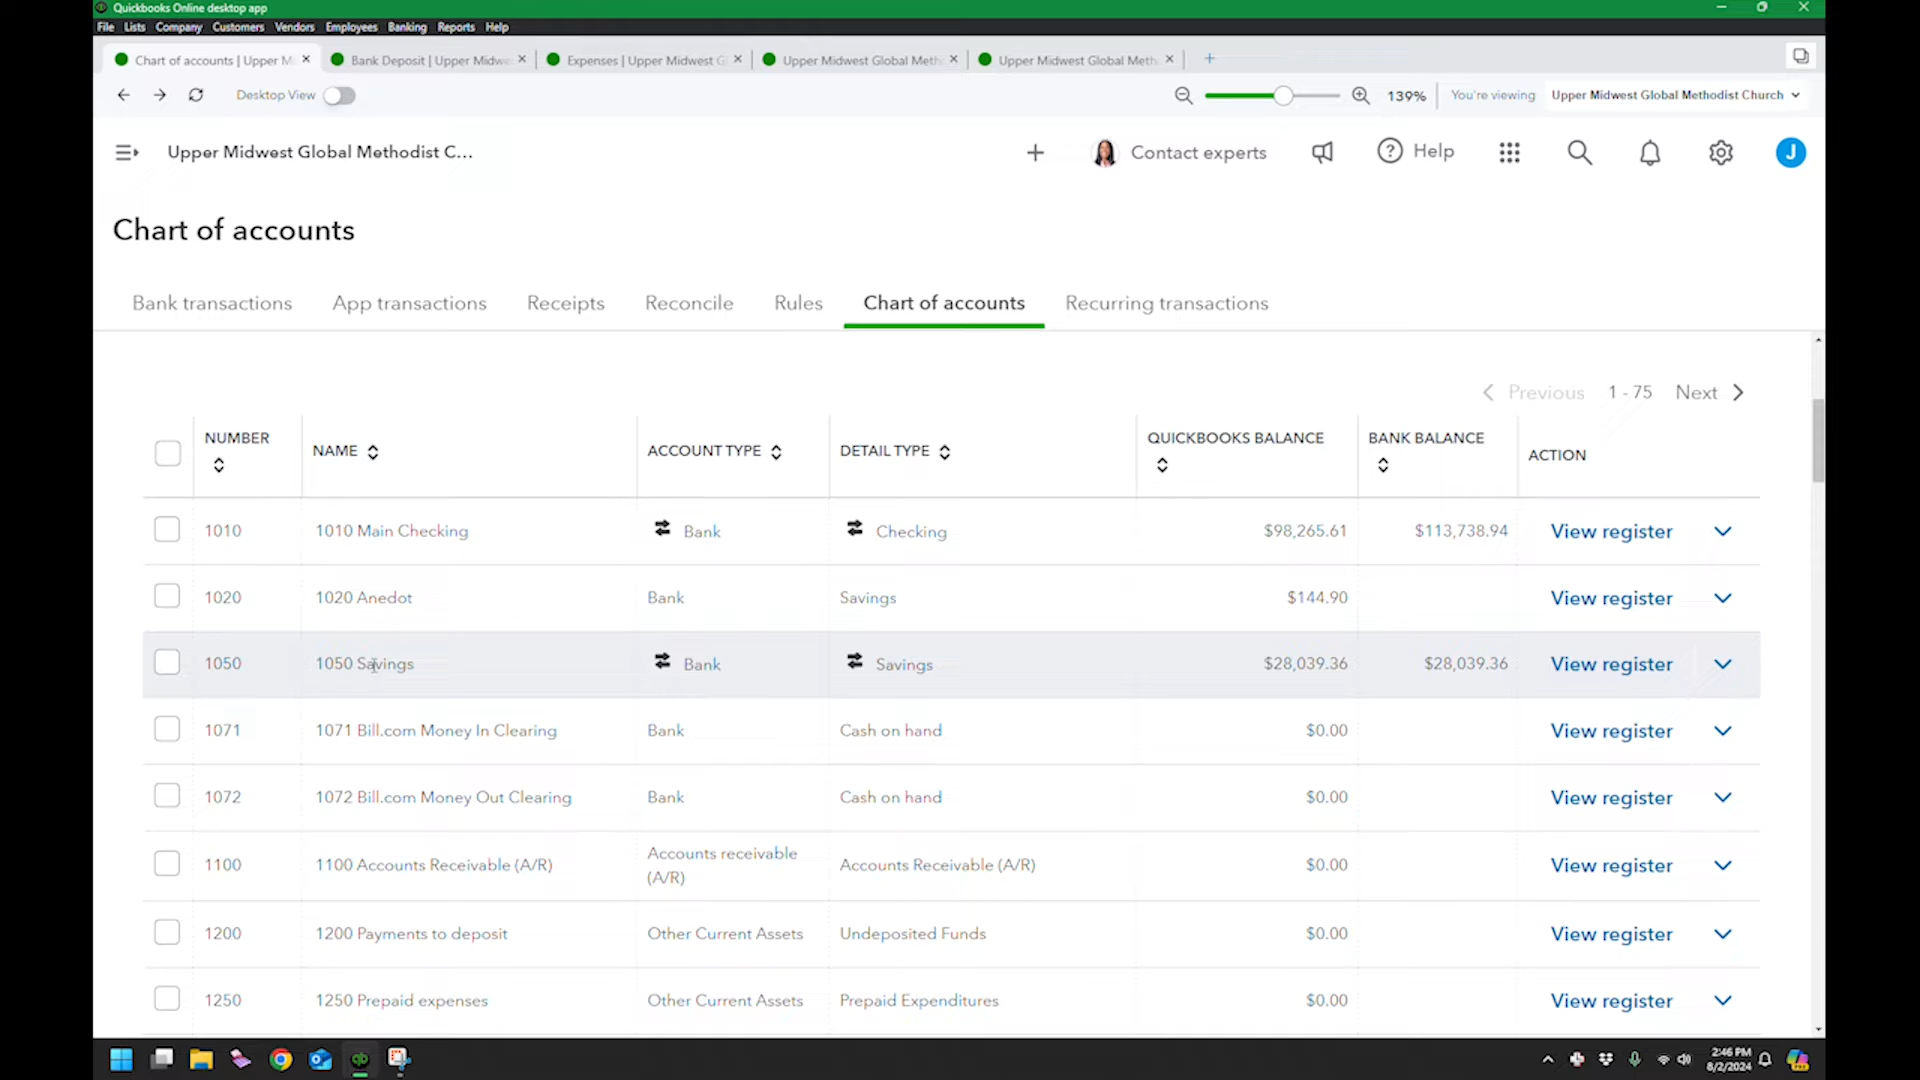 Quickbooks Online desktop app
File Lists Company Customers Vendors Employees Banking Reports Help
Chart of accounts | Upper M
Bank Deposit | Upper Midwe
Expenses | Upper Midwest G
Upper Midwest Global Meth
Upper Midwest Global Meth
Desktop View
139%
You're viewing
Upper Midwest Global Methodist Church
Upper Midwest Global Methodist C...
Contact experts
Help
J
Chart of accounts
Bank transactions App transactions Receipts Reconcile Rules Chart of accounts Recurring transactions
Previous 1 - 75 Next
NUMBER NAME ACCOUNT TYPE DETAIL TYPE QUICKBOOKS BALANCE BANK BALANCE ACTION
1010 1010 Main Checking Bank Checking $98,265.61 $113,738.94 View register
1020 1020 Anedot Bank Savings $144.90 View register
1050 1050 Savings Bank Savings $28,039.36 $28,039.36 View register
1071 1071 Bill.com Money In Clearing Bank Cash on hand $0.00 View register
1072 1072 Bill.com Money Out Clearing Bank Cash on hand $0.00 View register
1100 1100 Accounts Receivable (A/R) Accounts receivable (A/R) Accounts Receivable (A/R) $0.00 View register
1200 1200 Payments to deposit Other Current Assets Undeposited Funds $0.00 View register
1250 1250 Prepaid expenses Other Current Assets Prepaid Expenditures $0.00 View register
2:46 PM
8/2/2024